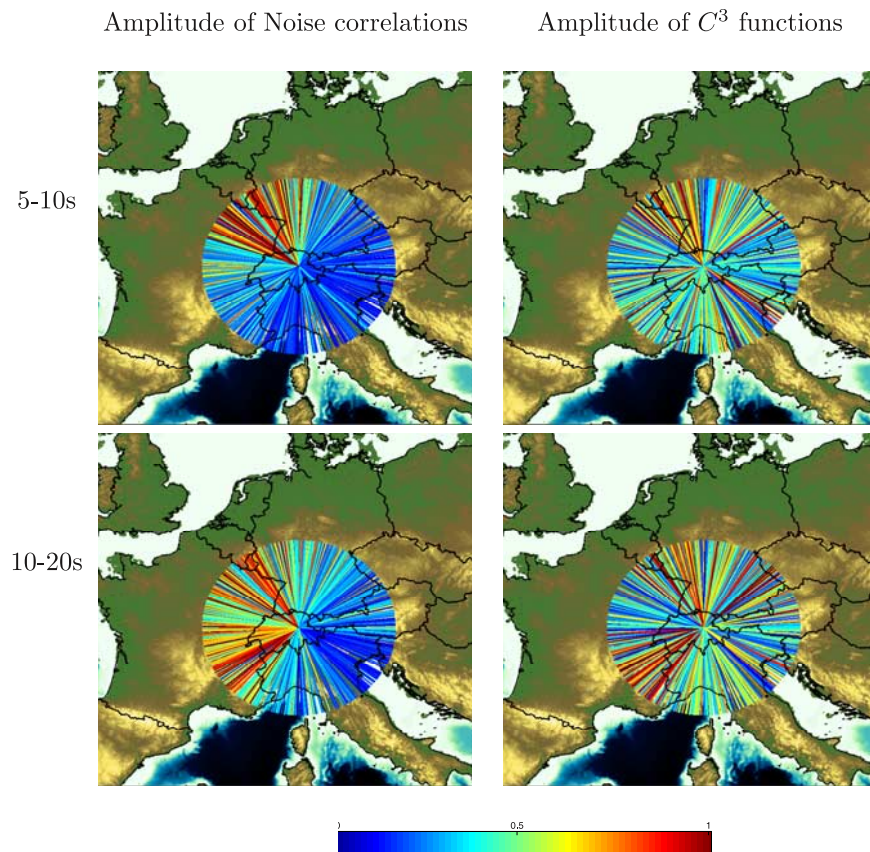 Amplitude of Noise correlations
Amplitude of C³ functions
5-10s
10-20s
0 0.5 1